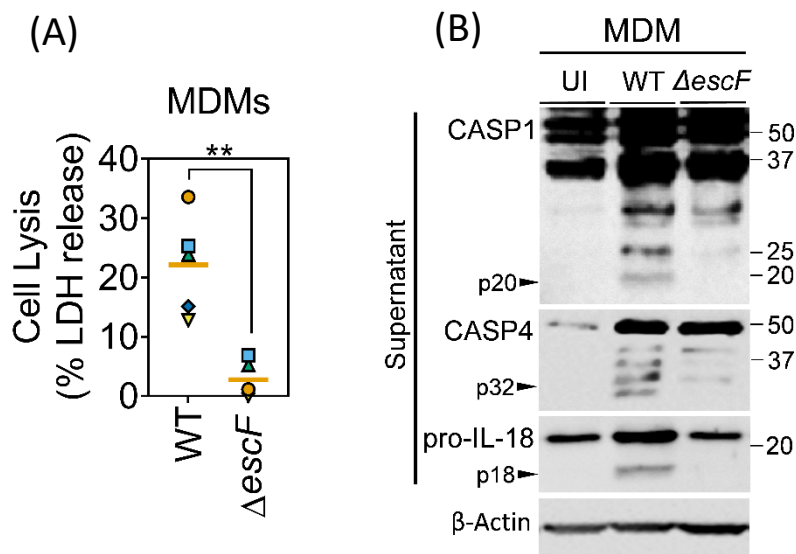 (A)
MDMs
**
40
30
20
10
0
Cell Lysis
(% LDH release)
WT
ΔescF
(B)
MDM
UI WT ΔescF
Supernatant
CASP1
50
37
25
20
p20
CASP4
50
37
p32
pro-IL-18
20
p18
β-Actin